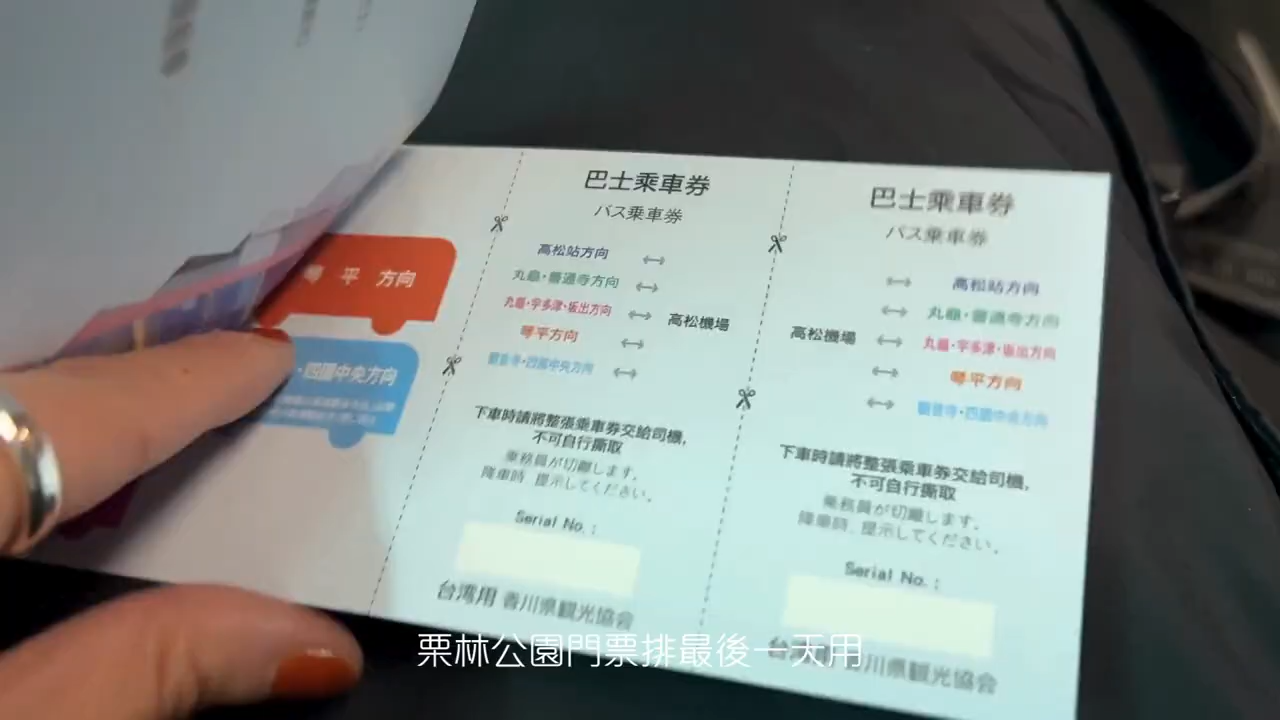 琴 平 方向
・四國中央方向
巴士乘車券
バス乗車券
高松站方向
丸龜・善通寺方向
丸龜・宇多津・坂出方向
琴平方向
觀音寺・四國中央方向
高松機場
下車時請將整張乘車券交給司機,
不可自行撕取
乗務員が切離します。
降車時、提示してください。
Serial No.:
台湾用 香川県観光協会
巴士乘車券
バス乗車券
高松機場
高松站方向
丸龜・善通寺方向
丸龜・宇多津・坂出方向
琴平方向
觀音寺・四國中央方向
下車時請將整張乘車券交給司機,
不可自行撕取
乗務員が切離します。
降車時、提示してください。
Serial No.:
台湾用 香川県観光協会
栗林公園門票排最後一天用